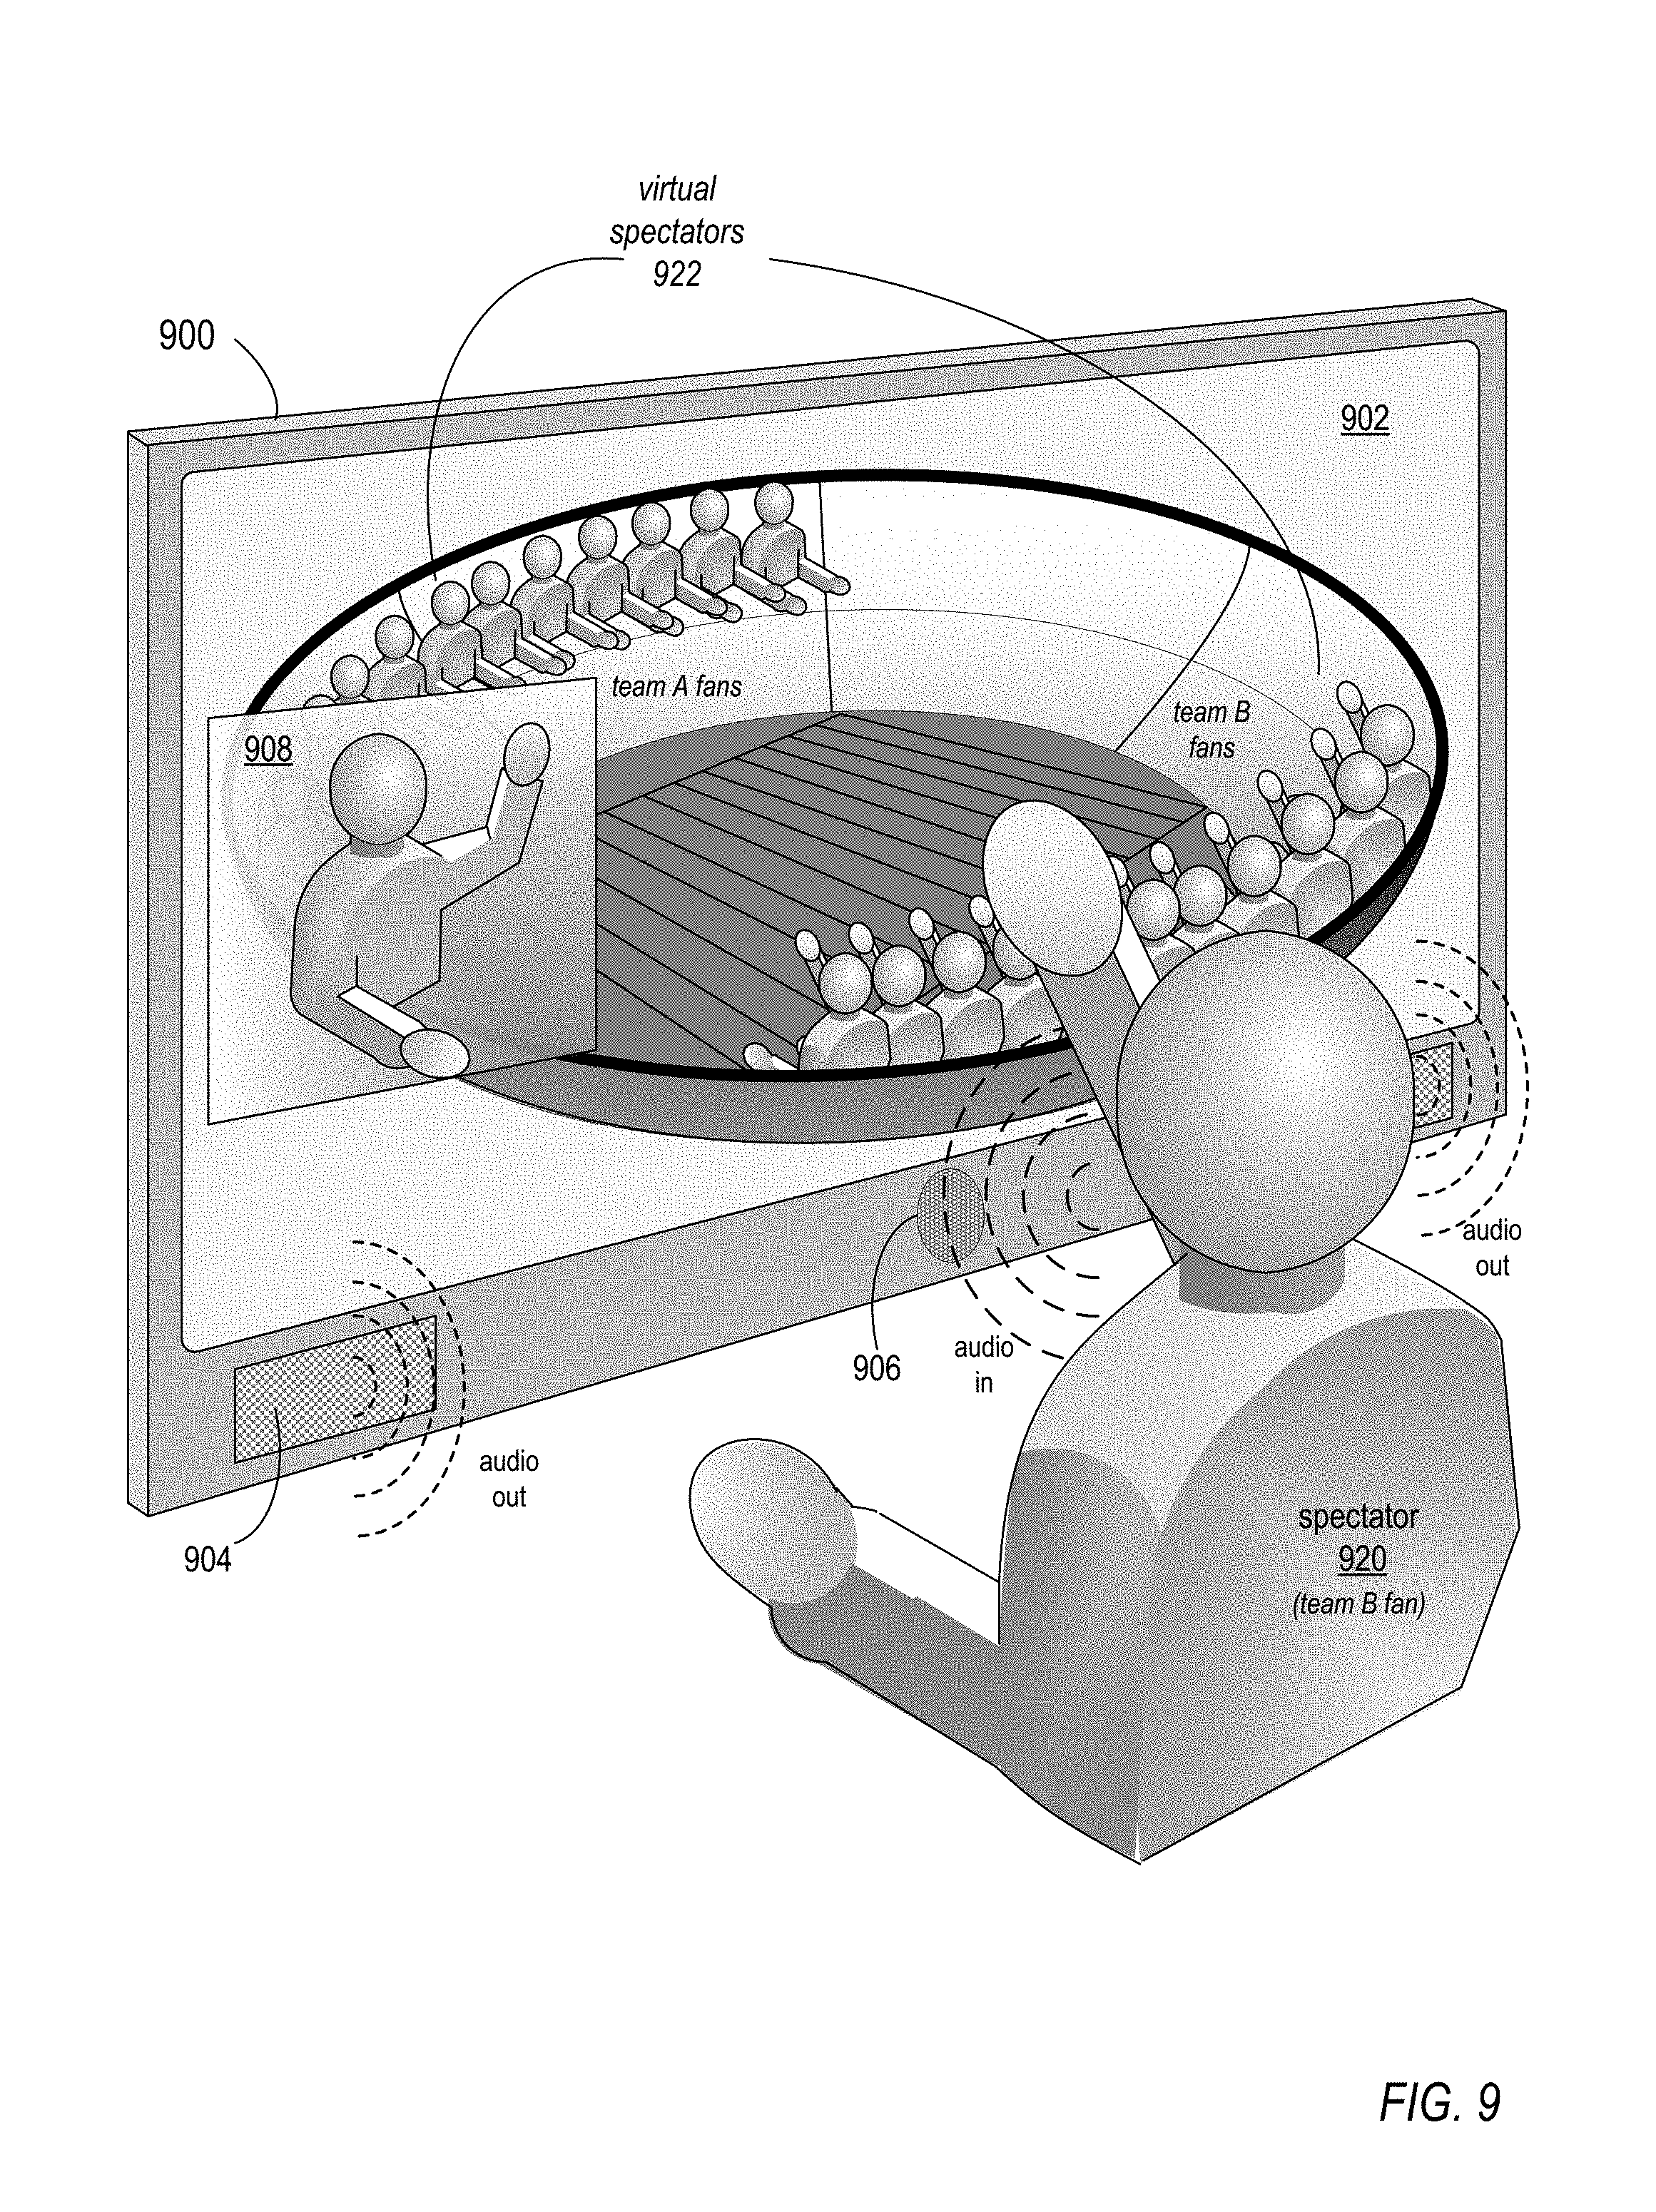 virtual
spectators
922
900
902
team A fans
team B
fans
908
audio
out
906
audio
in
audio
out
904
spectator
920
(team B fan)
FIG. 9